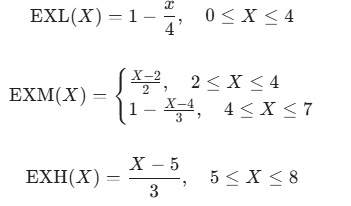 EXL(X) = 1 − x/4, 0 ≤ X ≤ 4
EXM(X) = { (X−2)/2, 2 ≤ X ≤ 4
1 − (X−4)/3, 4 ≤ X ≤ 7
EXH(X) = (X − 5)/3, 5 ≤ X ≤ 8